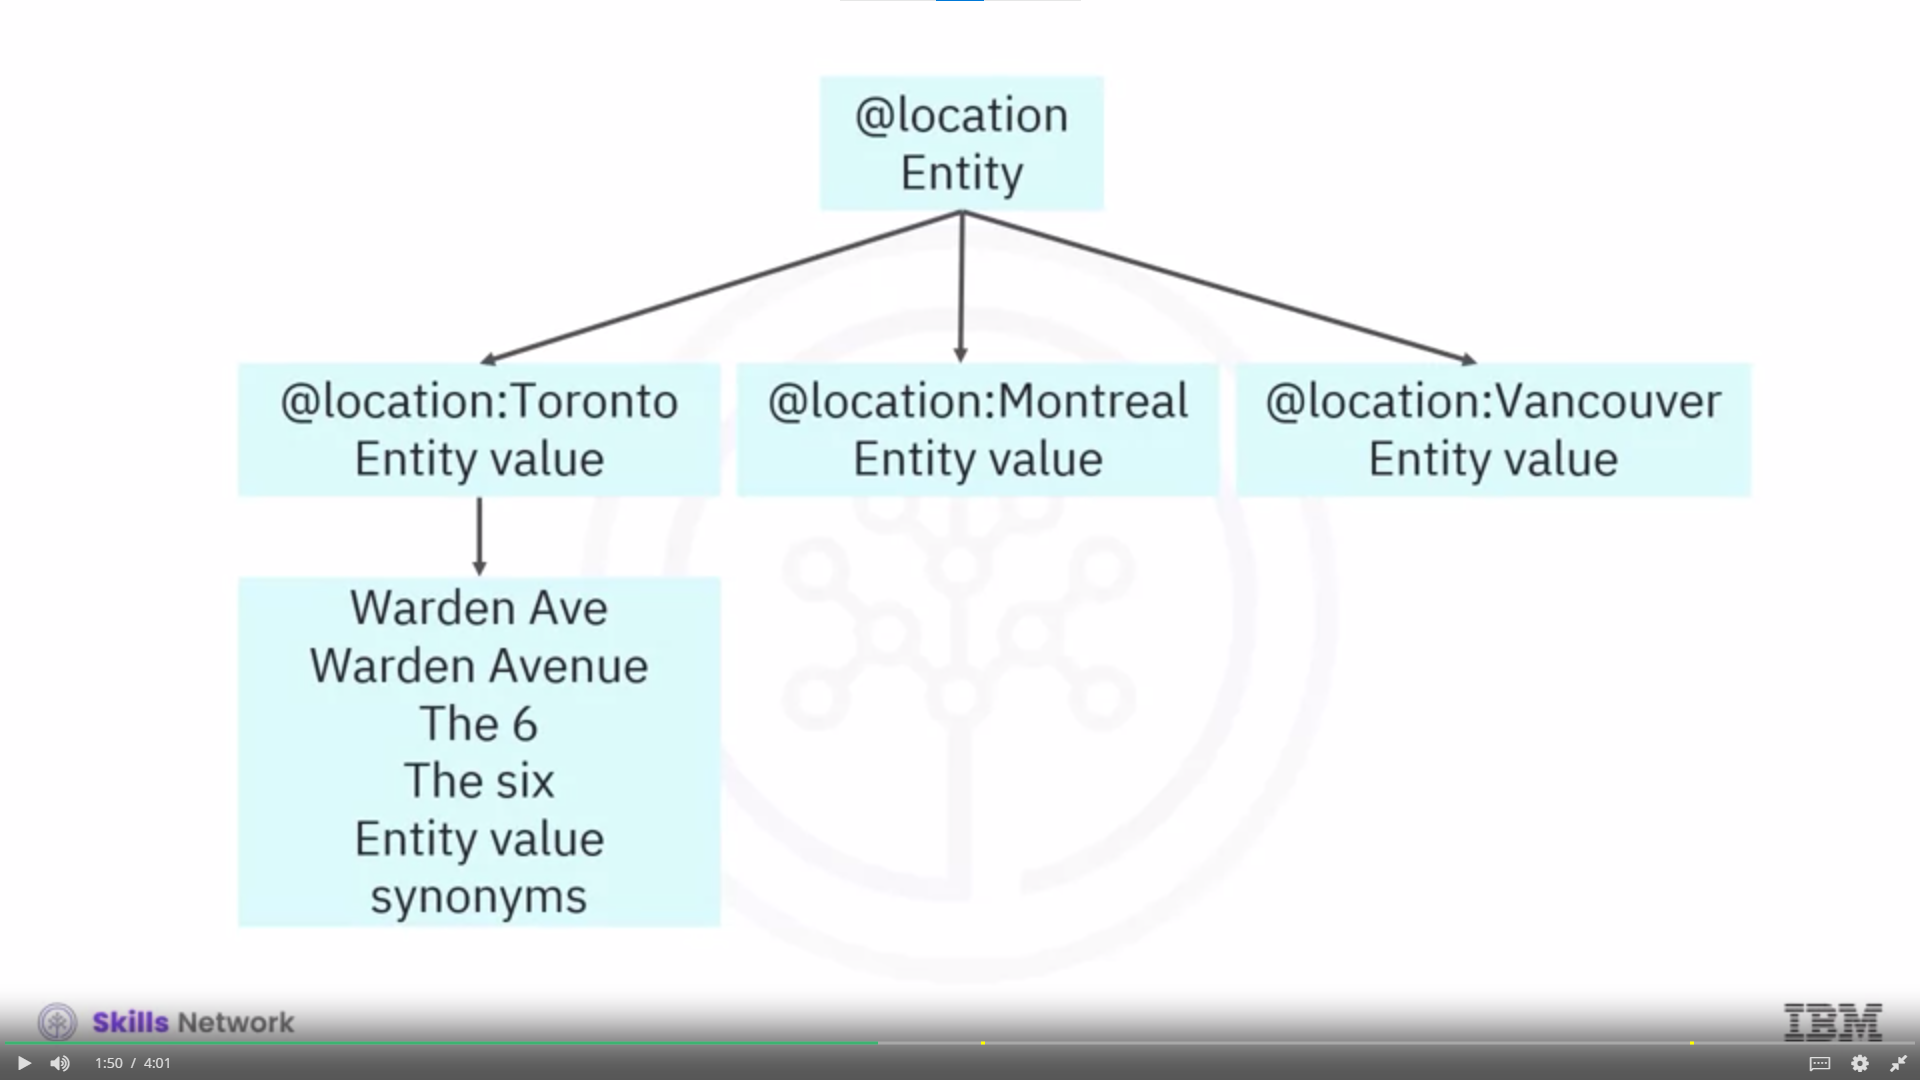 @location
Entity
@location:Toronto
Entity value
@location:Montreal
Entity value
@location:Vancouver
Entity value
Warden Ave
Warden Avenue
The 6
The six
Entity value
synonyms
Skills Network
IBM
1:50 / 4:01